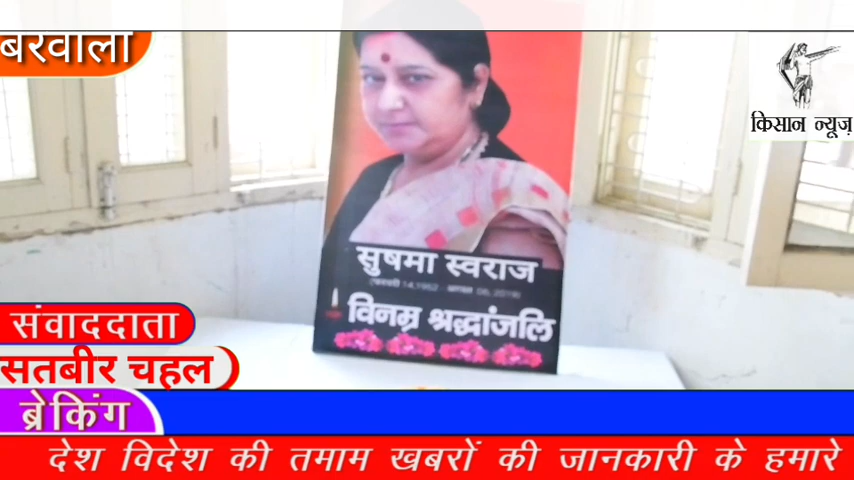 बरवाला
किसान न्यूज़
सुषमा स्वराज
विनम्र श्रद्धांजलि
संवाददाता
सतबीर चहल
ब्रेकिंग
देश विदेश की तमाम खबरों की जानकारी के हमारे